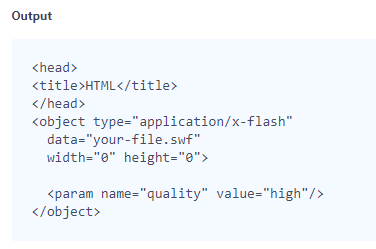 Output
<head>
<title>HTML</title>
</head>
<object type="application/x-flash"
  data="your-file.swf"
  width="0" height="0">
  <param name="quality" value="high"/>
</object>